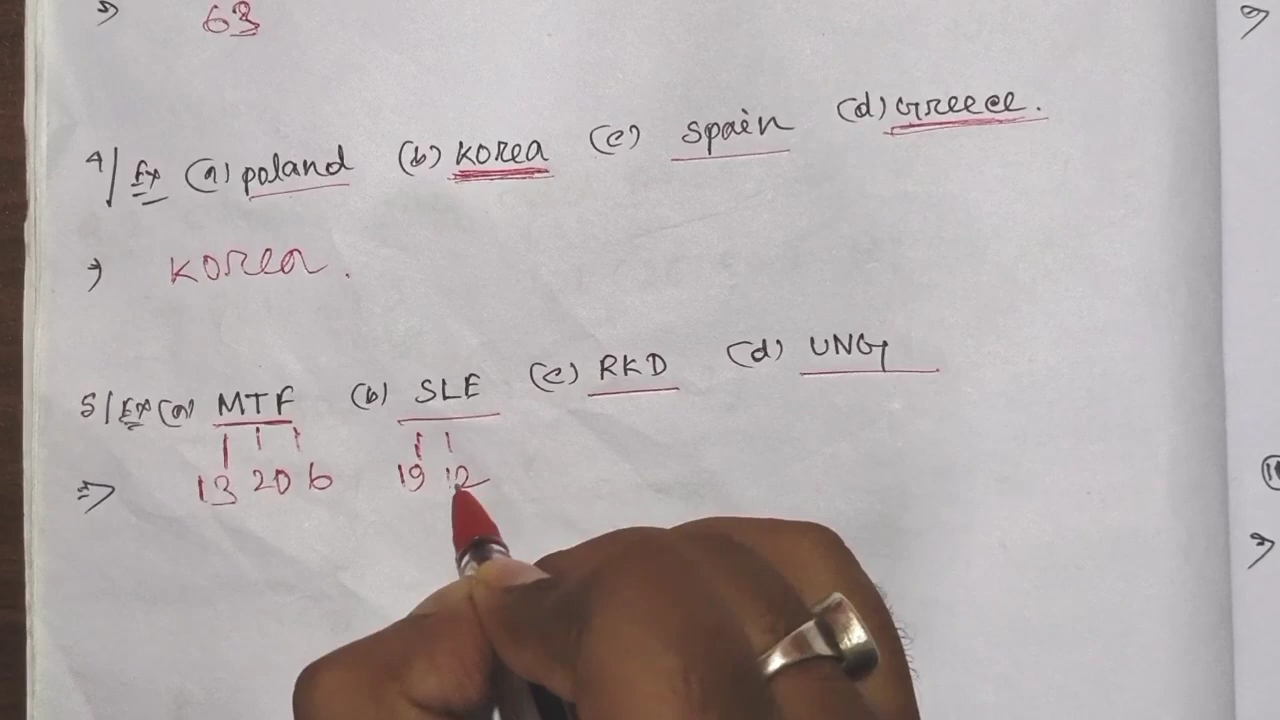 63
4/ Ex (a) poland (b) Korea (c) Spain (d) Greece.
⇒ Korea.
5/ Ex (a) MTF (b) SLE (c) RKD (d) UNG
⇒ 13 20 6 19 12